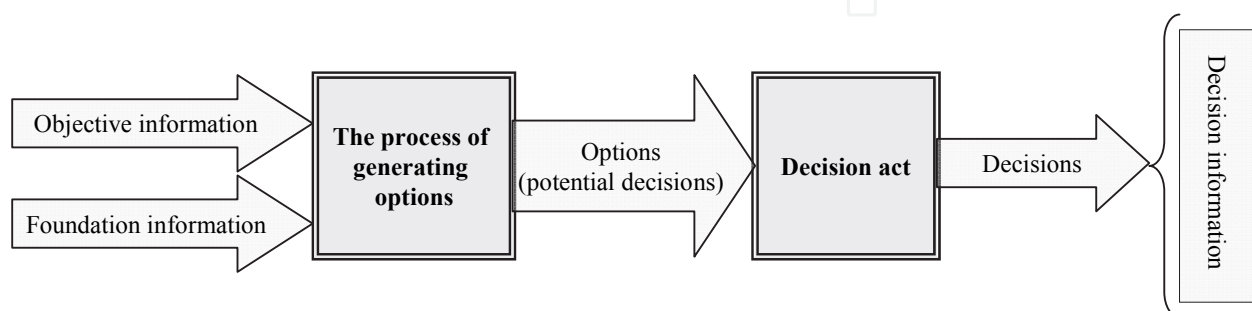 Objective information
Foundation information
The process of
generating
options
Options
(potential decisions)
Decision act
Decisions
Decision information